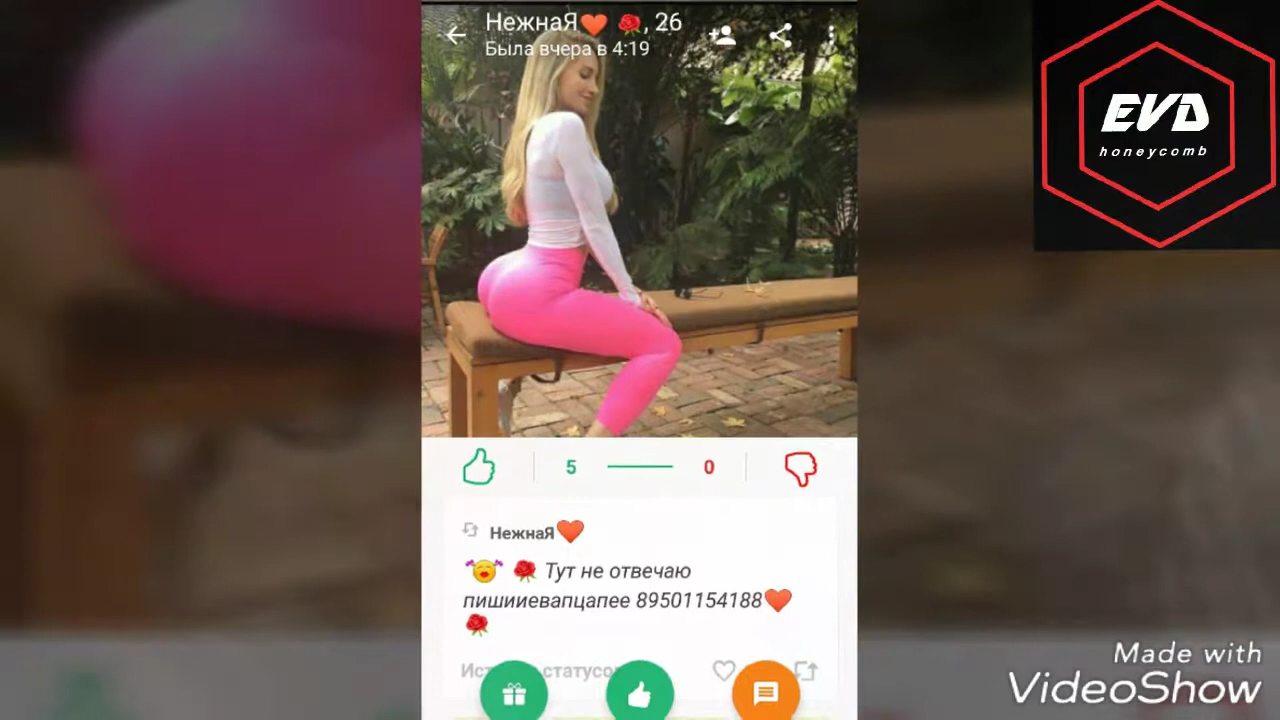 НежнаЯ❤️🌹, 26
Была вчера в 4:19
EVD
honeycomb
5
0
НежнаЯ❤️
🌹 Тут не отвечаю
пишииевапцапее 89501154188❤️
🌹
Made with
VideoShow